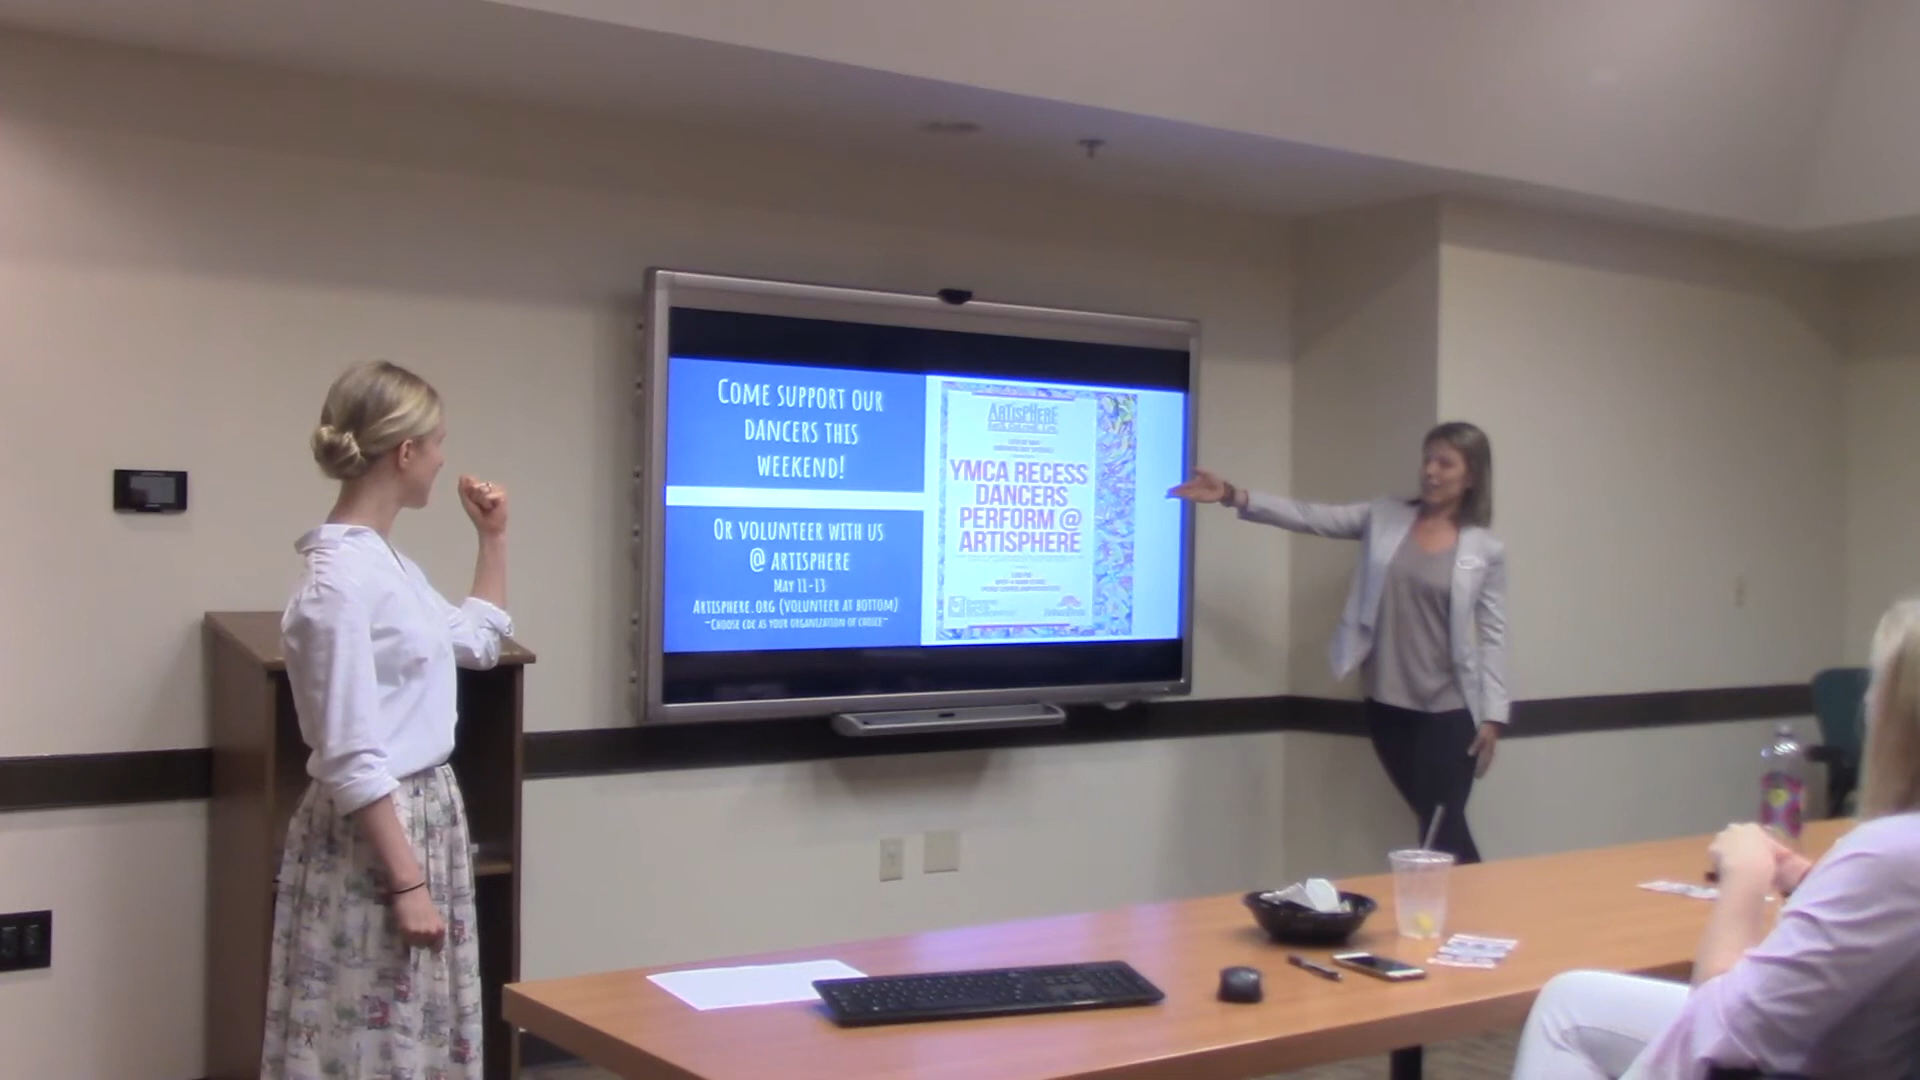 COME SUPPORT OUR
DANCERS THIS
WEEKEND!
OR VOLUNTEER WITH US
@ ARTISPHERE
MAY 11-13
ARTISPHERE.ORG (VOLUNTEER AT BOTTOM)
~CHOOSE CDC AS YOUR ORGANIZATION OF CHOICE~
ARTISPHERE
YMCA RECESS
DANCERS
PERFORM @
ARTISPHERE